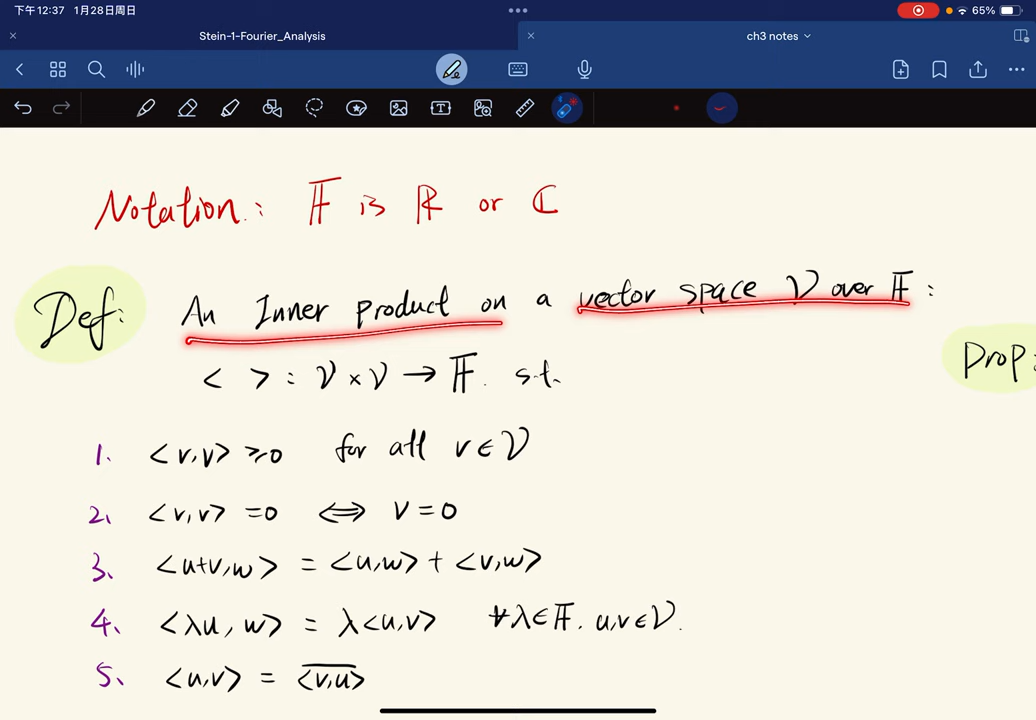 下午12:37 1月28日周日
65%
Stein-1-Fourier_Analysis
ch3 notes
Notation: 𝔽 is ℝ or ℂ
Def: An Inner product on a vector space V over 𝔽:
< > : V × V → 𝔽. s.t.
Prop:
1. <v,v> ≥0 for all v ∈ V
2. <v,v> =0 ⟺ v = 0
3. <u+v,w> = <u,w> + <v,w>
4. <λu, w> = λ<u,v> ∀λ∈𝔽. u,v∈V.
5. <u,v> = <v,u>̅